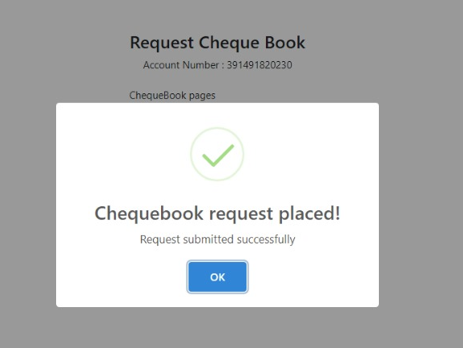 Request Cheque Book
Account Number : 391491820230
ChequeBook pages
Chequebook request placed!
Request submitted successfully
OK